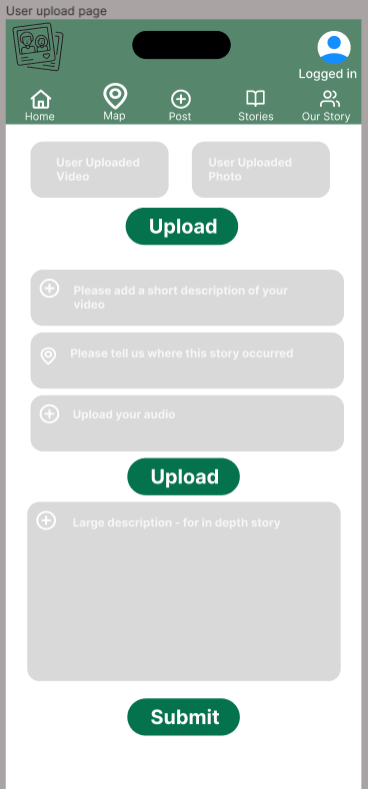 User upload page
Logged in
Home
Map
Post
Stories
Our Story
User Uploaded
Video
User Uploaded
Photo
Upload
Please add a short description of your
video
Please tell us where this story occurred
Upload your audio
Upload
Large description - for in depth story
Submit